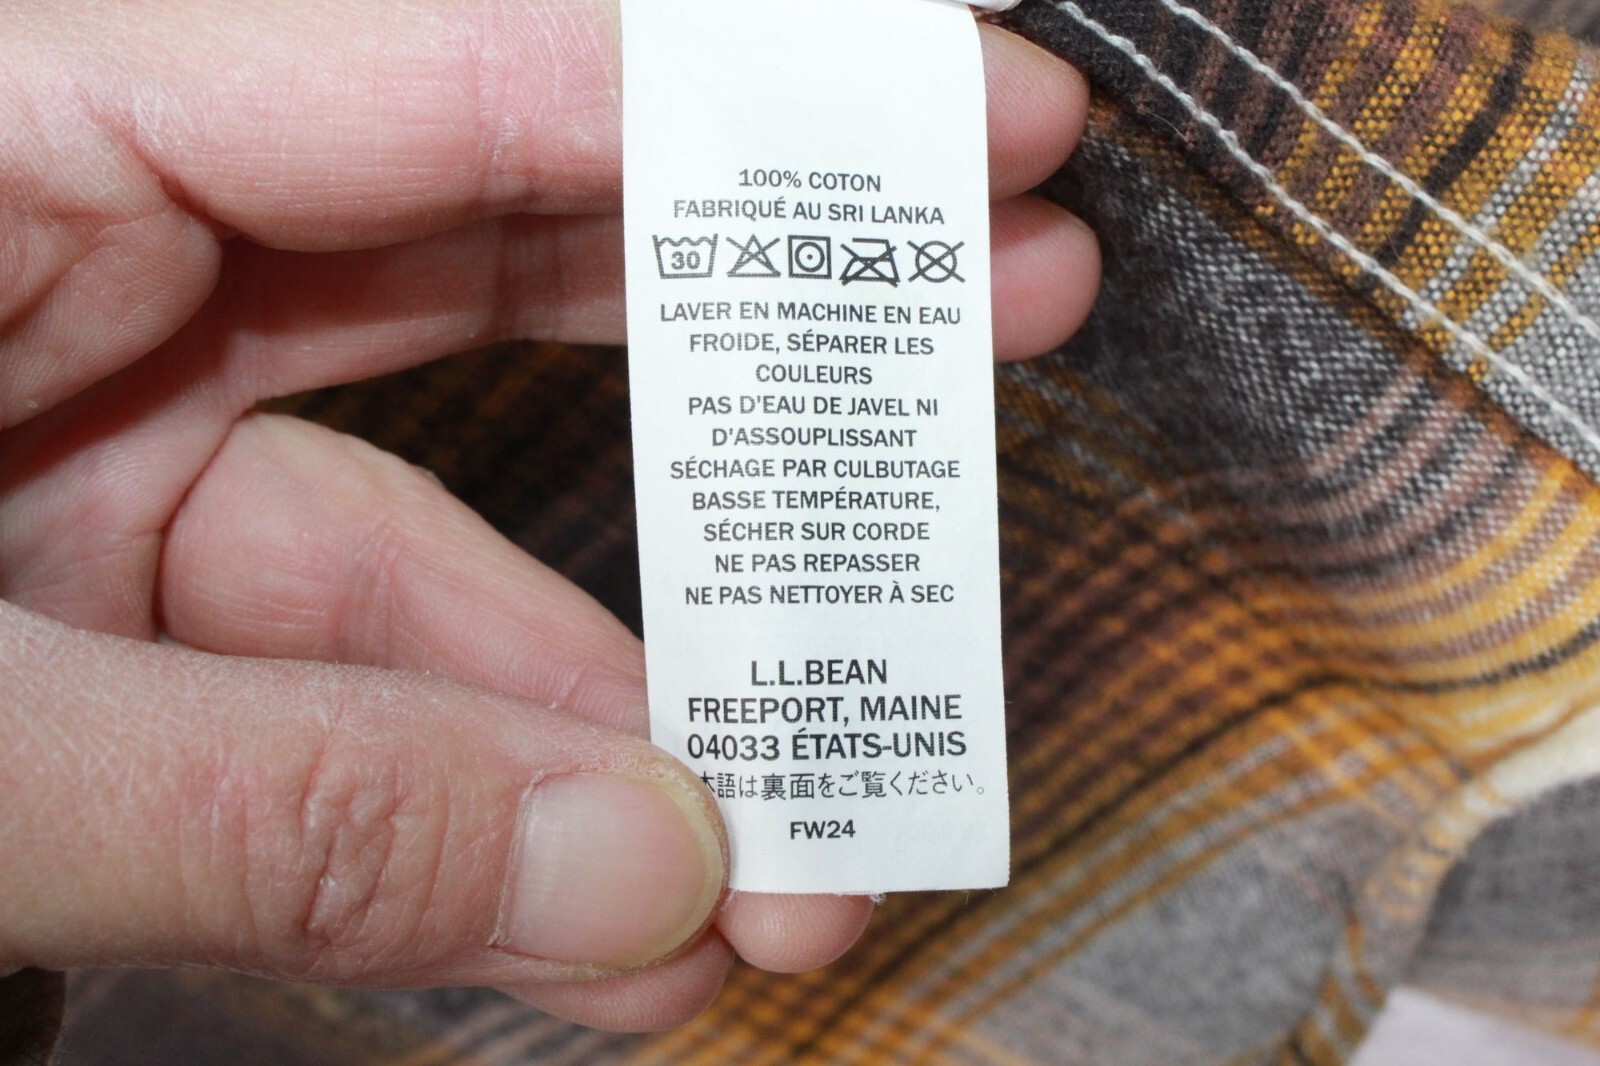 100% COTON
FABRIQUÉ AU SRI LANKA
30
LAVER EN MACHINE EN EAU
FROIDE, SÉPARER LES
COULEURS
PAS D'EAU DE JAVEL NI
D'ASSOUPLISSANT
SÉCHAGE PAR CULBUTAGE
BASSE TEMPÉRATURE,
SÉCHER SUR CORDE
NE PAS REPASSER
NE PAS NETTOYER À SEC
L.L.BEAN
FREEPORT, MAINE
04033 ÉTATS-UNIS
本語は裏面をご覧ください。
FW24